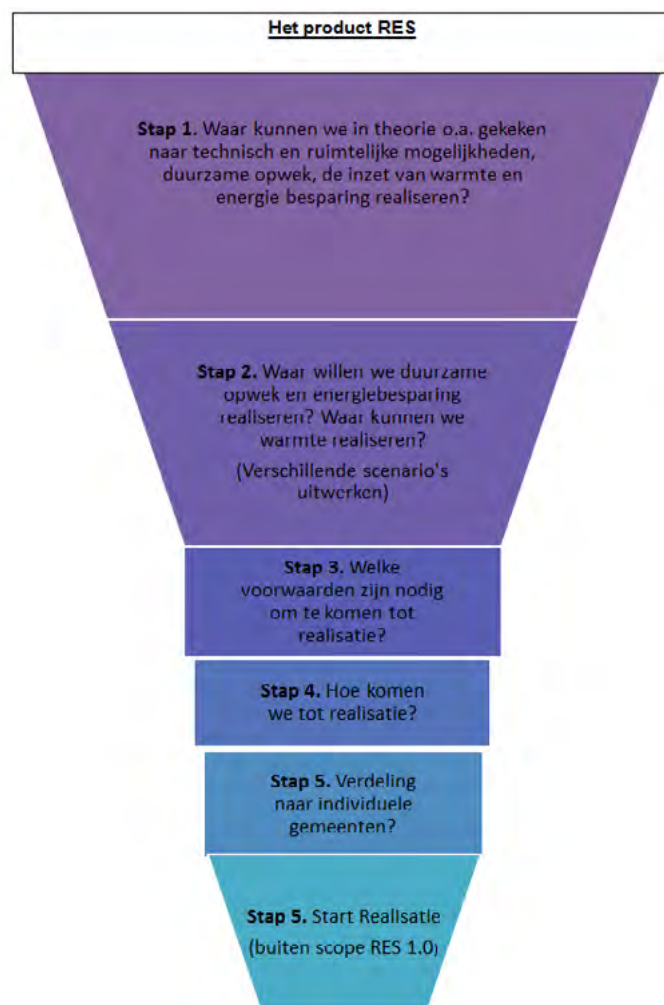 Het product RES
Stap 1. Waar kunnen we in theorie o.a. gekeken
naar technisch en ruimtelijke mogelijkheden,
duurzame opwek, de inzet van warmte en
energie besparing realiseren?
Stap 2. Waar willen we duurzame
opwek en energiebesparing
realiseren? Waar kunnen we
warmte realiseren?
(Verschillende scenario's
uitwerken)
Stap 3. Welke
voorwaarden zijn nodig
om te komen tot
realisatie?
Stap 4. Hoe komen
we tot realisatie?
Stap 5. Verdeling
naar individuele
gemeenten?
Stap 5. Start Realisatie
(buiten scope RES 1.0)